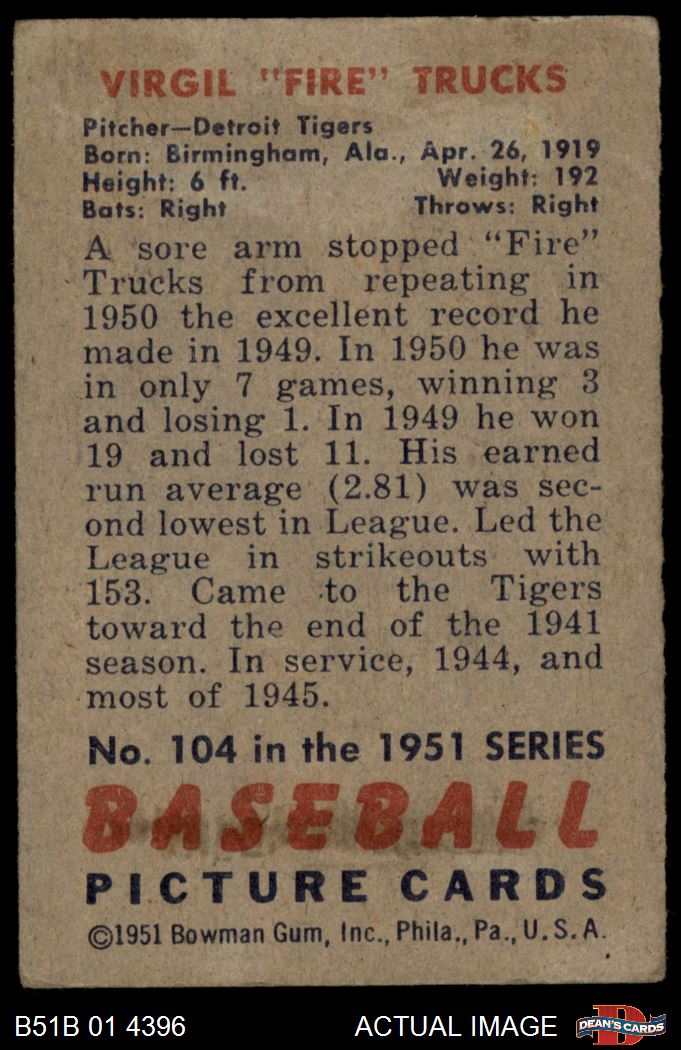 VIRGIL "FIRE" TRUCKS
Pitcher—Detroit Tigers
Born: Birmingham, Ala., Apr. 26, 1919
Height: 6 ft. Weight: 192
Bats: Right Throws: Right
A sore arm stopped "Fire"
Trucks from repeating in
1950 the excellent record he
made in 1949. In 1950 he was
in only 7 games, winning 3
and losing 1. In 1949 he won
19 and lost 11. His earned
run average (2.81) was sec-
ond lowest in League. Led the
League in strikeouts with
153. Came to the Tigers
toward the end of the 1941
season. In service, 1944, and
most of 1945.
No. 104 in the 1951 SERIES
BASEBALL
PICTURE CARDS
©1951 Bowman Gum, Inc., Phila., Pa., U.S.A.
B51B 01 4396 ACTUAL IMAGE DEAN'S CARDS